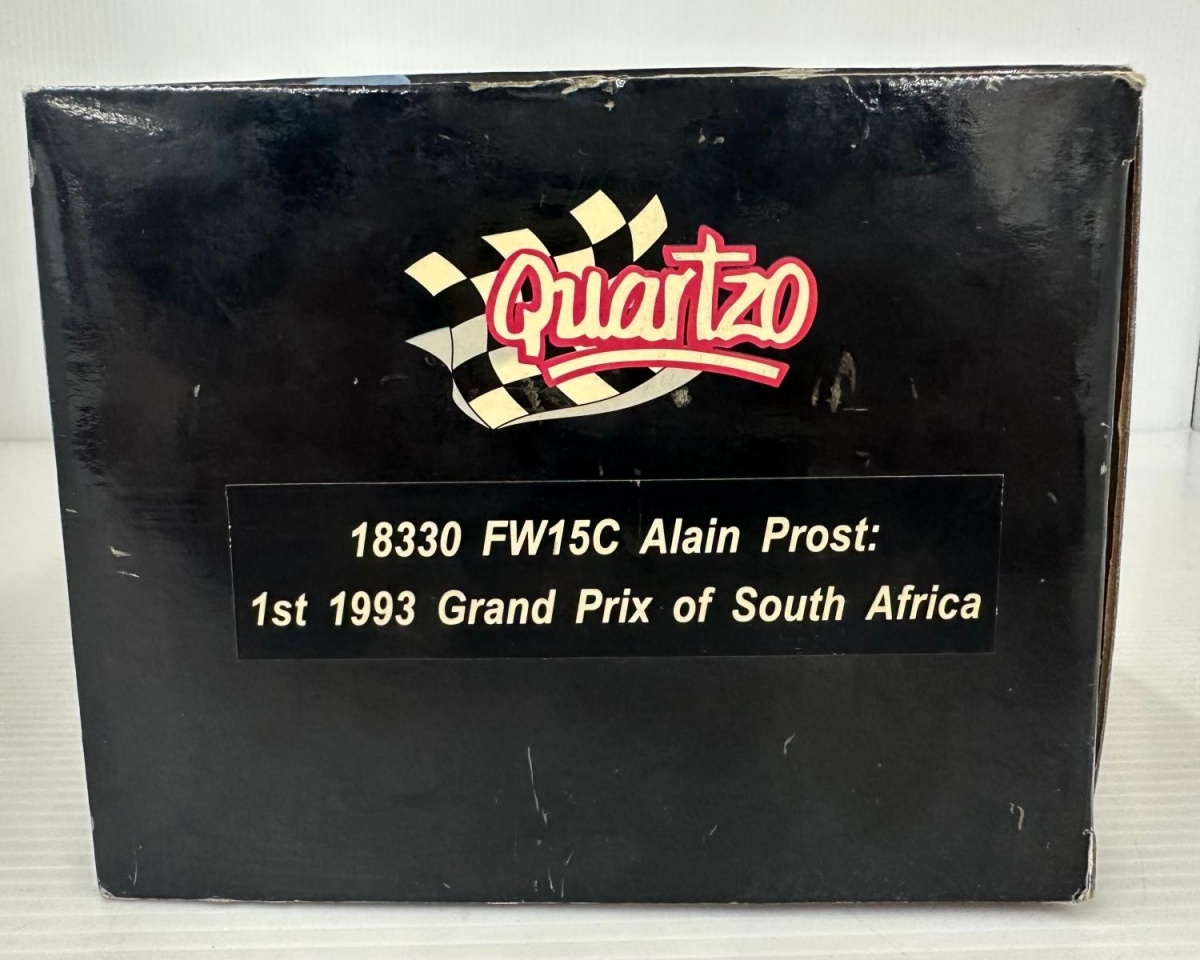 Quartzo
18330 FW15C Alain Prost:
1st 1993 Grand Prix of South Africa